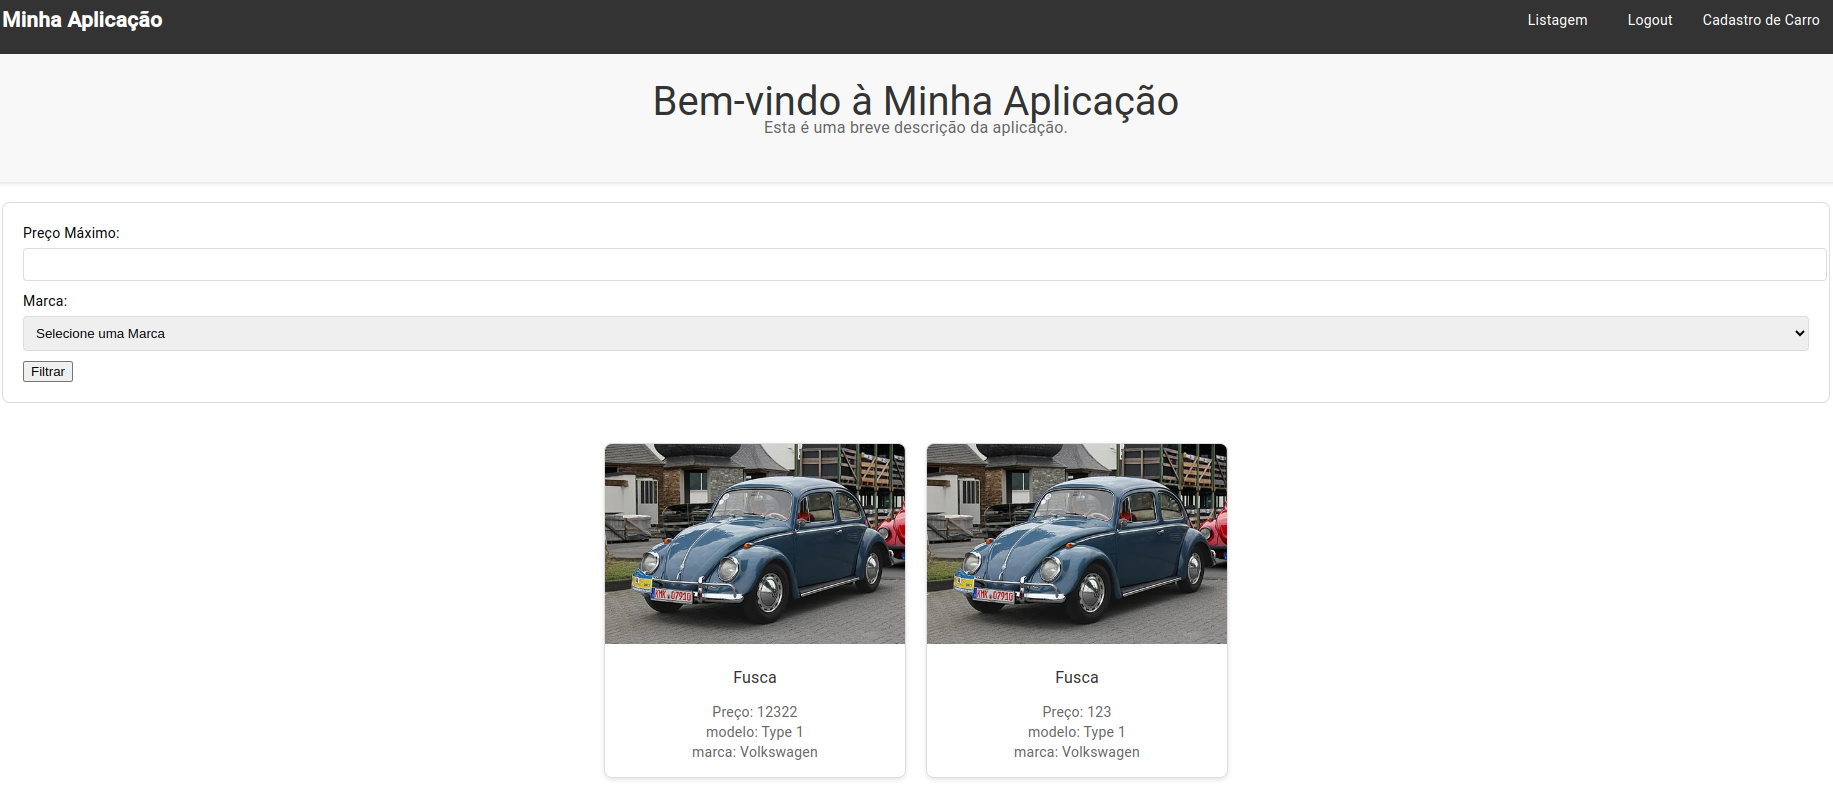 Minha Aplicação
Listagem
Logout
Cadastro de Carro
Bem-vindo à Minha Aplicação
Esta é uma breve descrição da aplicação.
Preço Máximo:
Marca:
Selecione uma Marca
Filtrar
Fusca
Preço: 12322
modelo: Type 1
marca: Volkswagen
Fusca
Preço: 123
modelo: Type 1
marca: Volkswagen